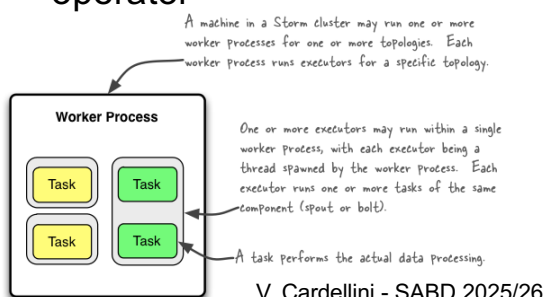 operator
A machine in a Storm cluster may run one or more
worker processes for one or more topologies. Each
worker process runs executors for a specific topology.
Worker Process
Task
Task
Task
Task
One or more executors may run within a single
worker process, with each executor being a
thread spawned by the worker process. Each
executor runs one or more tasks of the same
component (spout or bolt).
A task performs the actual data processing.
V. Cardellini - SABD 2025/26